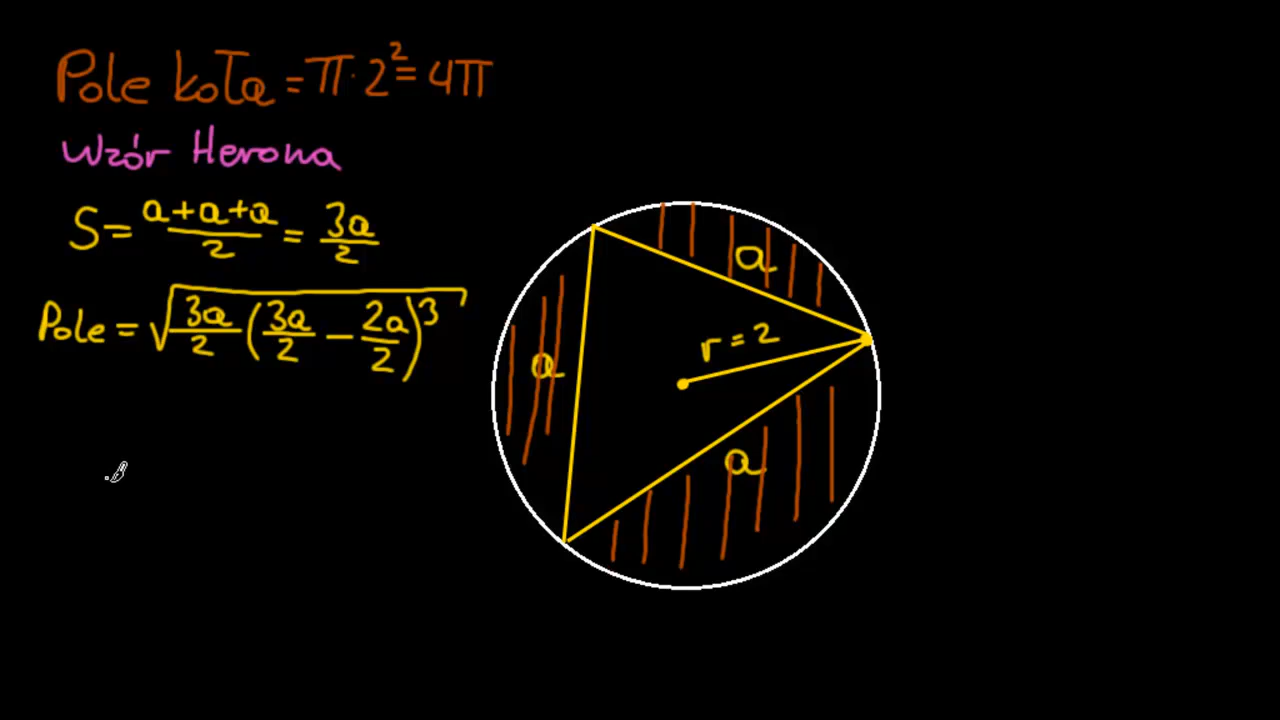 Pole koła = π · 2² = 4π
Wzór Herona
S = (a+a+a)/2 = 3a/2
Pole = √(3a/2 (3a/2 − 2a/2)³)
a
r = 2
a
a